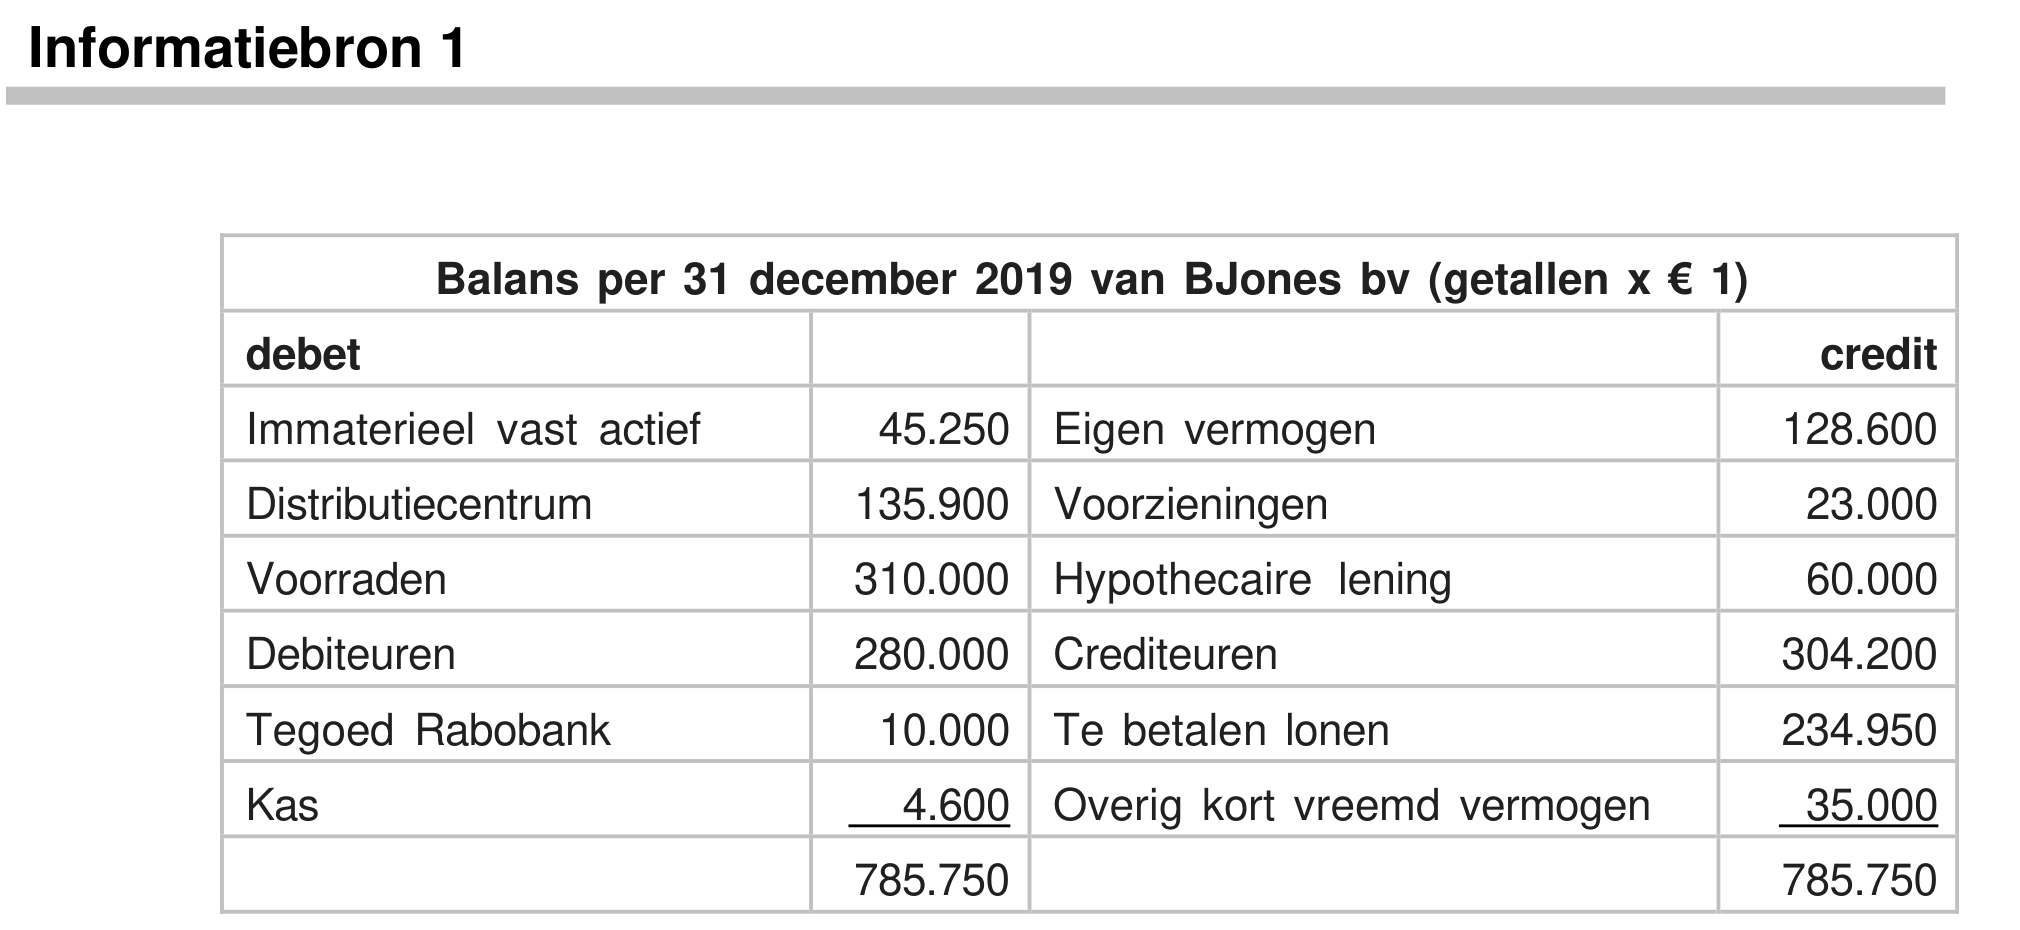 Informatiebron 1
Balans per 31 december 2019 van BJones bv (getallen x € 1)
debet credit
Immaterieel vast actief 45.250 Eigen vermogen 128.600
Distributiecentrum 135.900 Voorzieningen 23.000
Voorraden 310.000 Hypothecaire lening 60.000
Debiteuren 280.000 Crediteuren 304.200
Tegoed Rabobank 10.000 Te betalen lonen 234.950
Kas 4.600 Overig kort vreemd vermogen 35.000
785.750 785.750